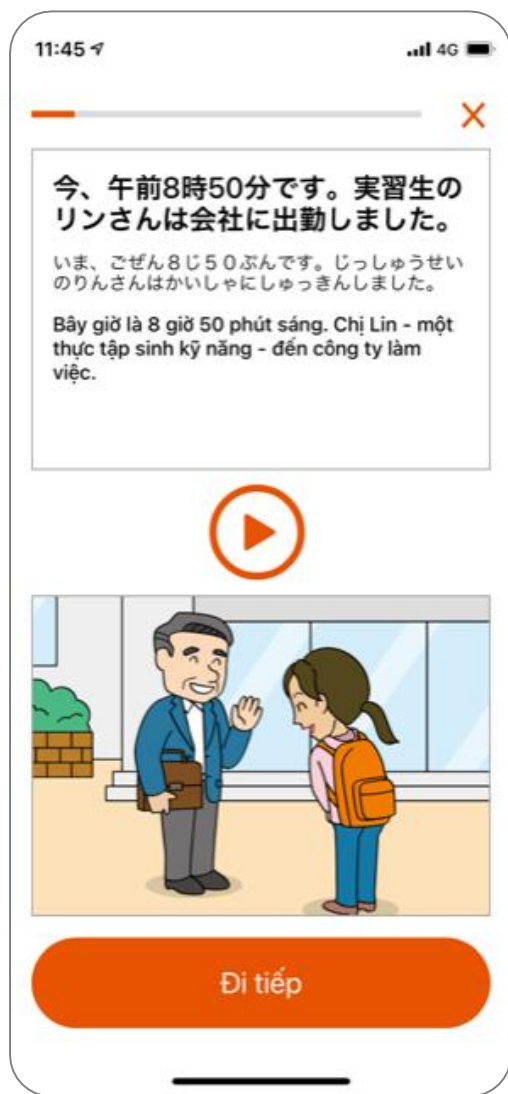 11:45
4G
今、午前8時50分です。実習生の
リンさんは会社に出勤しました。
いま、ごぜん８じ５０ぷんです。じっしゅうせい
のりんさんはかいしゃにしゅっきんしました。
Bây giờ là 8 giờ 50 phút sáng. Chị Lin - một
thực tập sinh kỹ năng - đến công ty làm
việc.
Đi tiếp